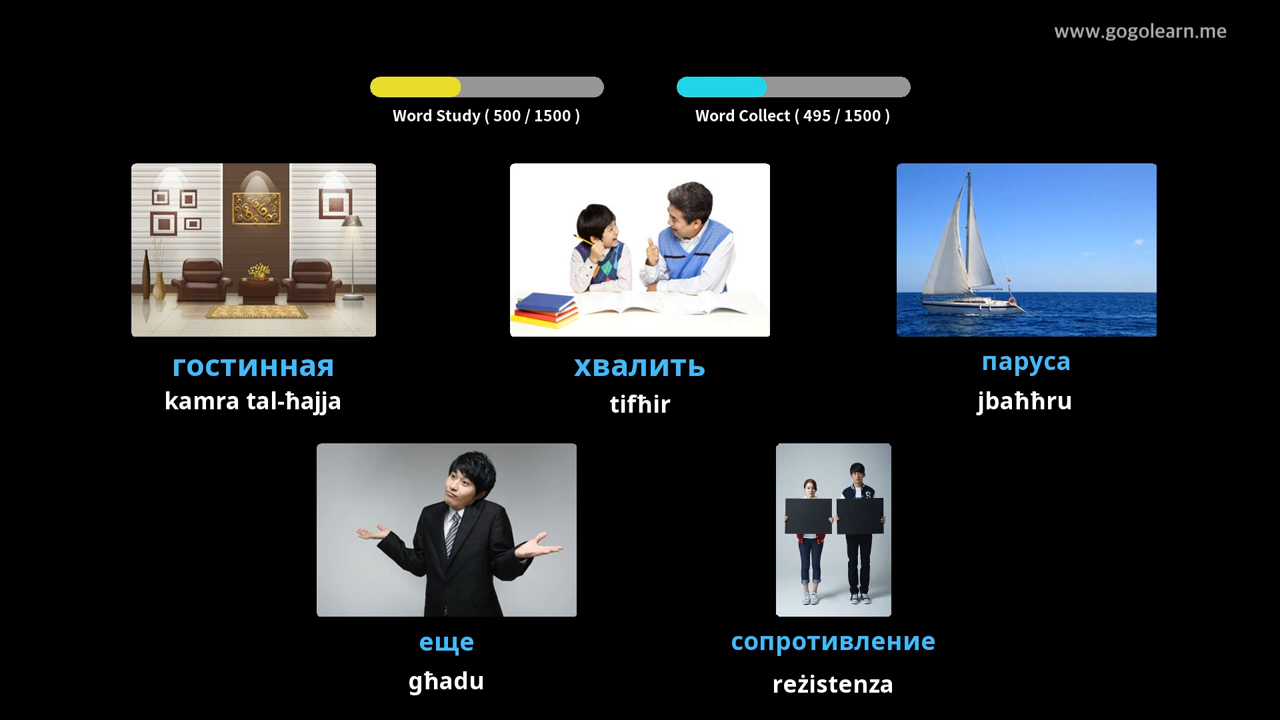 www.gogolearn.me
Word Study ( 500 / 1500 )
Word Collect ( 495 / 1500 )
гостинная
kamra tal-ħajja
хвалить
tifħir
паруса
jbaħħru
еще
għadu
сопротивление
reżistenza